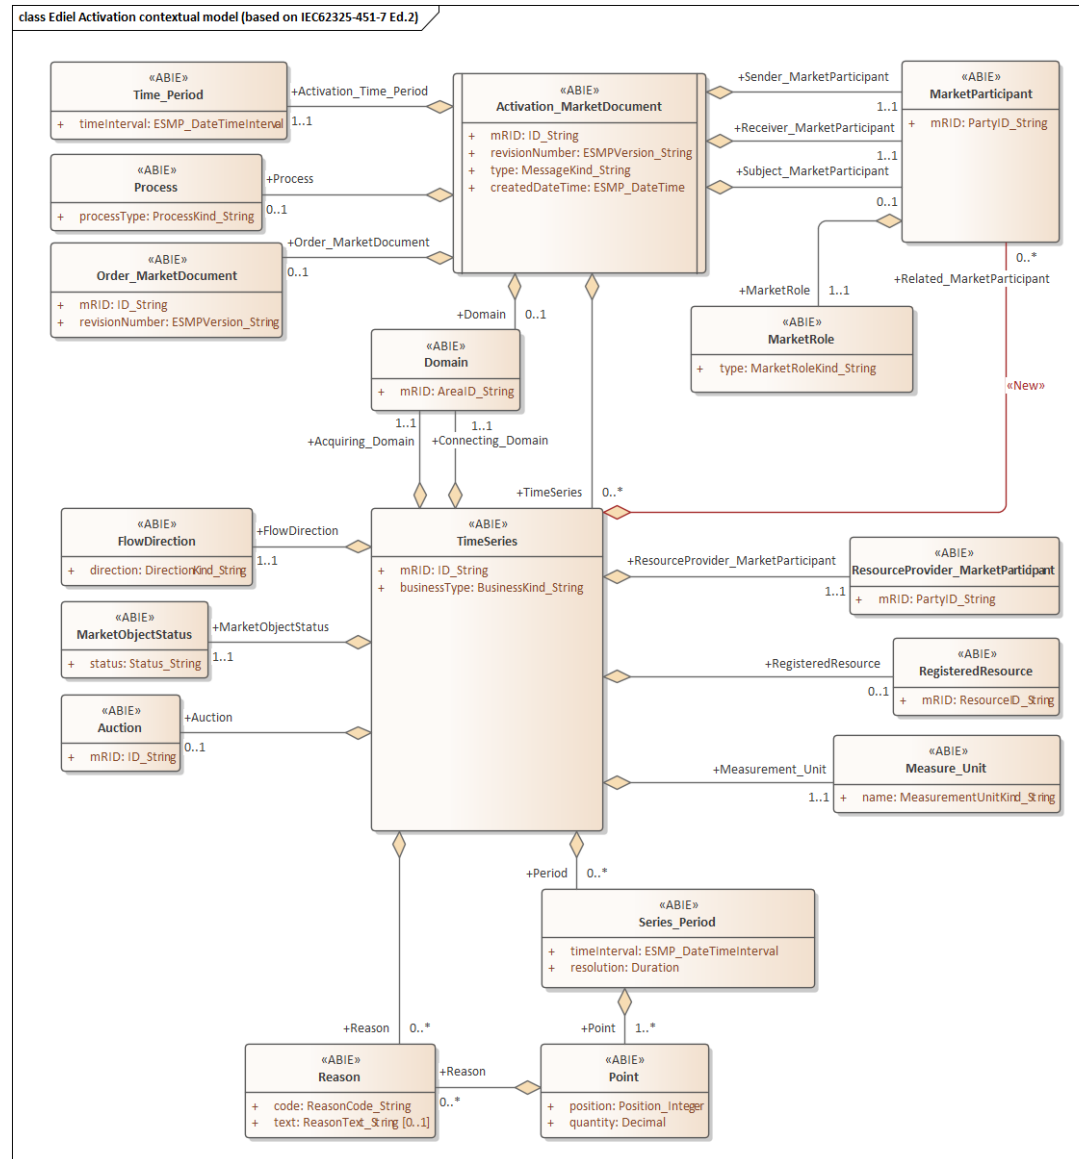 class Ediel Activation contextual model (based on IEC62325-451-7 Ed.2)
«ABIE»
Time_Period
+ timeInterval: ESMP_DateTimeInterval
+Activation_Time_Period
1..1
«ABIE»
Activation_MarketDocument
+ mRID: ID_String
+ revisionNumber: ESMPVersion_String
+ type: MessageKind_String
+ createdDateTime: ESMP_DateTime
+Sender_MarketParticipant
1..1
+Receiver_MarketParticipant
1..1
+Subject_MarketParticipant
0..1
«ABIE»
MarketParticipant
+ mRID: PartyID_String
«ABIE»
Process
+ processType: ProcessKind_String
+Process
0..1
«ABIE»
Order_MarketDocument
+ mRID: ID_String
+ revisionNumber: ESMPVersion_String
+Order_MarketDocument
0..1
0..*
+Related_MarketParticipant
+MarketRole
1..1
«ABIE»
MarketRole
+ type: MarketRoleKind_String
«New»
+Domain
0..1
«ABIE»
Domain
+ mRID: AreaID_String
1..1
+Acquiring_Domain
1..1
+Connecting_Domain
+TimeSeries
0..*
«ABIE»
FlowDirection
+ direction: DirectionKind_String
+FlowDirection
1..1
«ABIE»
TimeSeries
+ mRID: ID_String
+ businessType: BusinessKind_String
+ResourceProvider_MarketParticipant
1..1
«ABIE»
ResourceProvider_MarketParticipant
+ mRID: PartyID_String
«ABIE»
MarketObjectStatus
+ status: Status_String
+MarketObjectStatus
1..1
+RegisteredResource
0..1
«ABIE»
RegisteredResource
+ mRID: ResourceID_String
«ABIE»
Auction
+ mRID: ID_String
+Auction
0..1
+Measurement_Unit
1..1
«ABIE»
Measure_Unit
+ name: MeasurementUnitKind_String
+Period
0..*
«ABIE»
Series_Period
+ timeInterval: ESMP_DateTimeInterval
+ resolution: Duration
+Reason
0..*
+Point
1..*
«ABIE»
Reason
+ code: ReasonCode_String
+ text: ReasonText_String [0..1]
+Reason
0..*
«ABIE»
Point
+ position: Position_Integer
+ quantity: Decimal